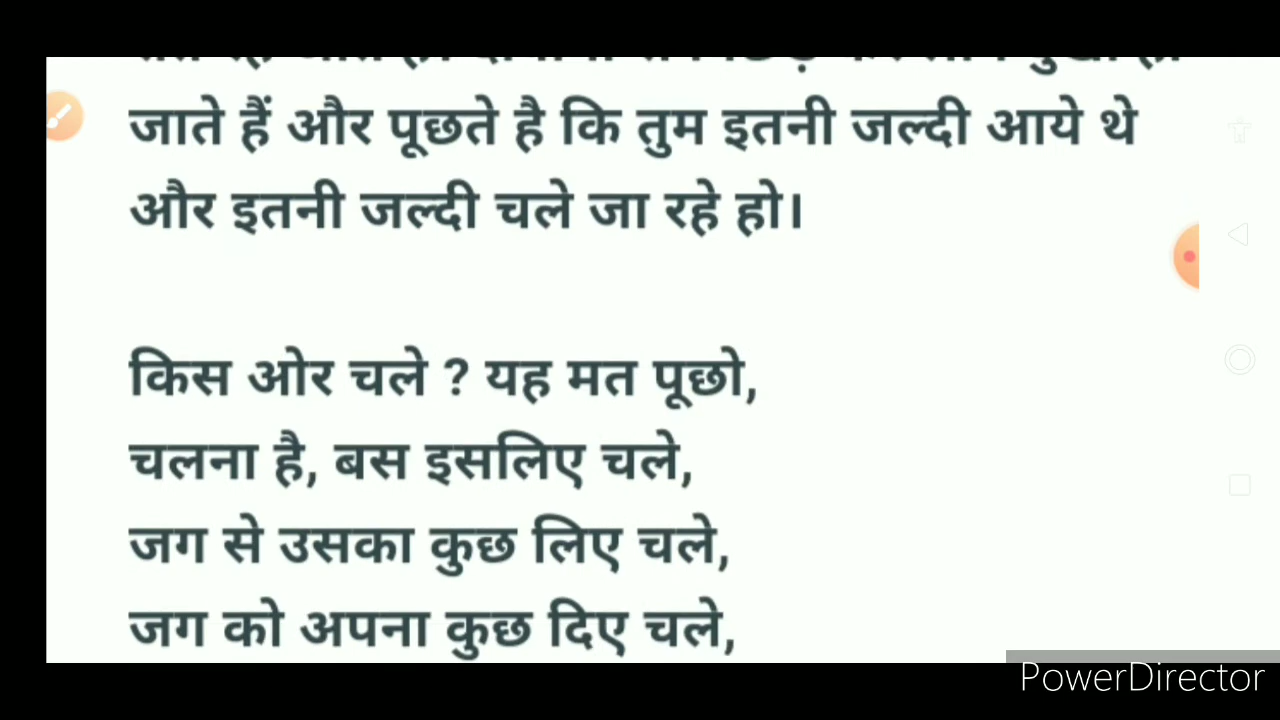 जाते हैं और पूछते है कि तुम इतनी जल्दी आये थे
और इतनी जल्दी चले जा रहे हो।
किस ओर चले ? यह मत पूछो,
चलना है, बस इसलिए चले,
जग से उसका कुछ लिए चले,
जग को अपना कुछ दिए चले,
PowerDirector